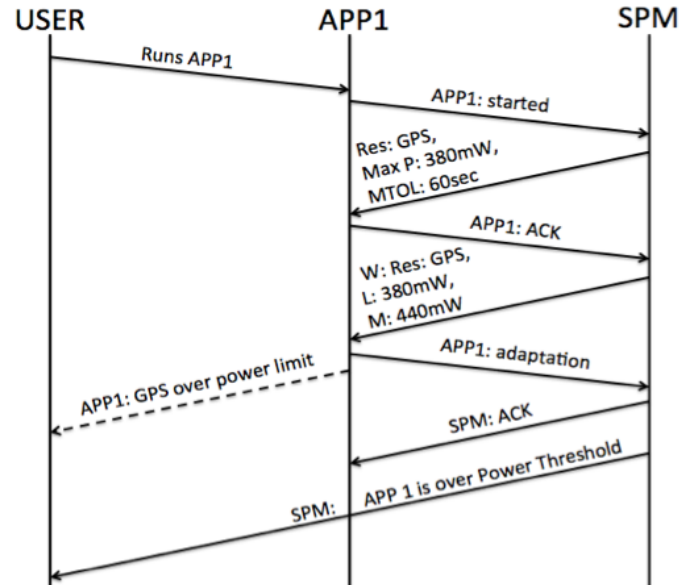 USER APP1 SPM
Runs APP1
APP1: started
Res: GPS,
Max P: 380mW,
MTOL: 60sec
APP1: ACK
W: Res: GPS,
L: 380mW,
M: 440mW
APP1: adaptation
APP1: GPS over power limit
SPM: ACK
SPM: APP 1 is over Power Threshold